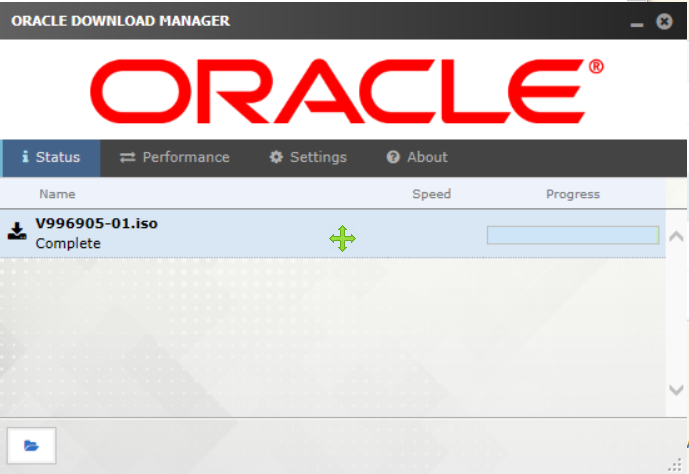 ORACLE DOWNLOAD MANAGER
ORACLE®
Status Performance Settings About
Name Speed Progress
V996905-01.iso
Complete